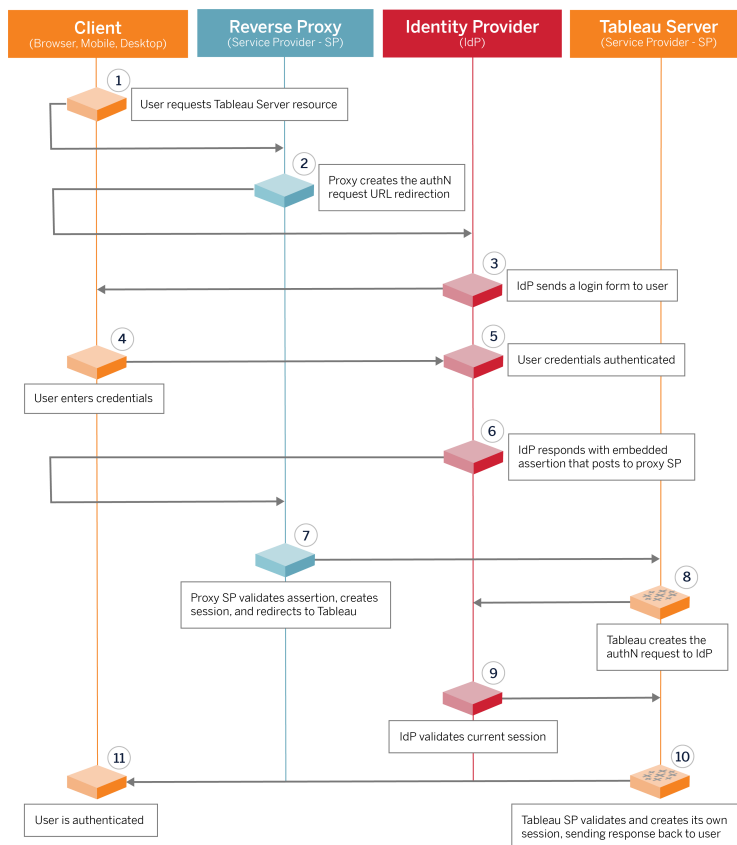 Client
(Browser, Mobile, Desktop)
Reverse Proxy
(Service Provider - SP)
Identity Provider
(IdP)
Tableau Server
(Service Provider - SP)
1
User requests Tableau Server resource
2
Proxy creates the authN
request URL redirection
3
IdP sends a login form to user
4
User enters credentials
5
User credentials authenticated
6
IdP responds with embedded
assertion that posts to proxy SP
7
Proxy SP validates assertion, creates
session, and redirects to Tableau
8
Tableau creates the
authN request to IdP
9
IdP validates current session
10
Tableau SP validates and creates its own
session, sending response back to user
11
User is authenticated